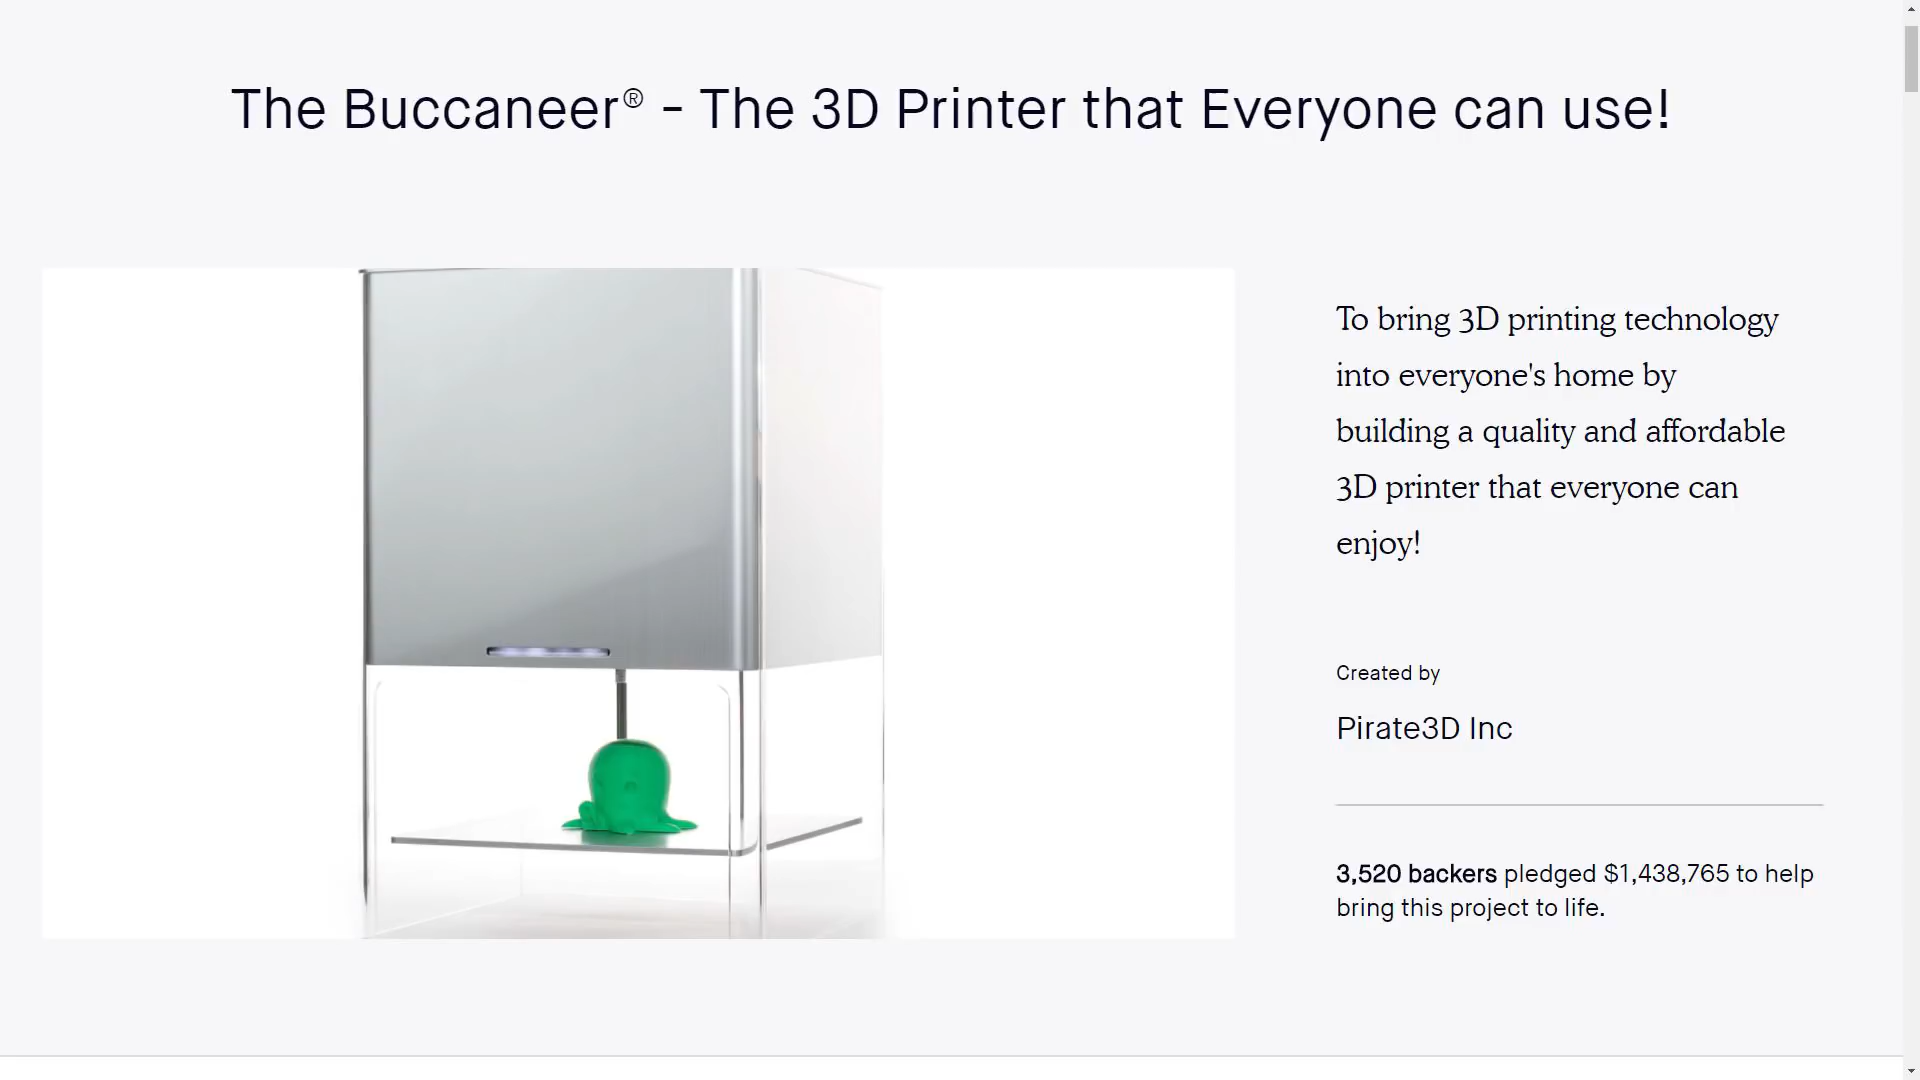 The Buccaneer® - The 3D Printer that Everyone can use!
To bring 3D printing technology
into everyone's home by
building a quality and affordable
3D printer that everyone can
enjoy!
Created by
Pirate3D Inc
3,520 backers pledged $1,438,765 to help
bring this project to life.